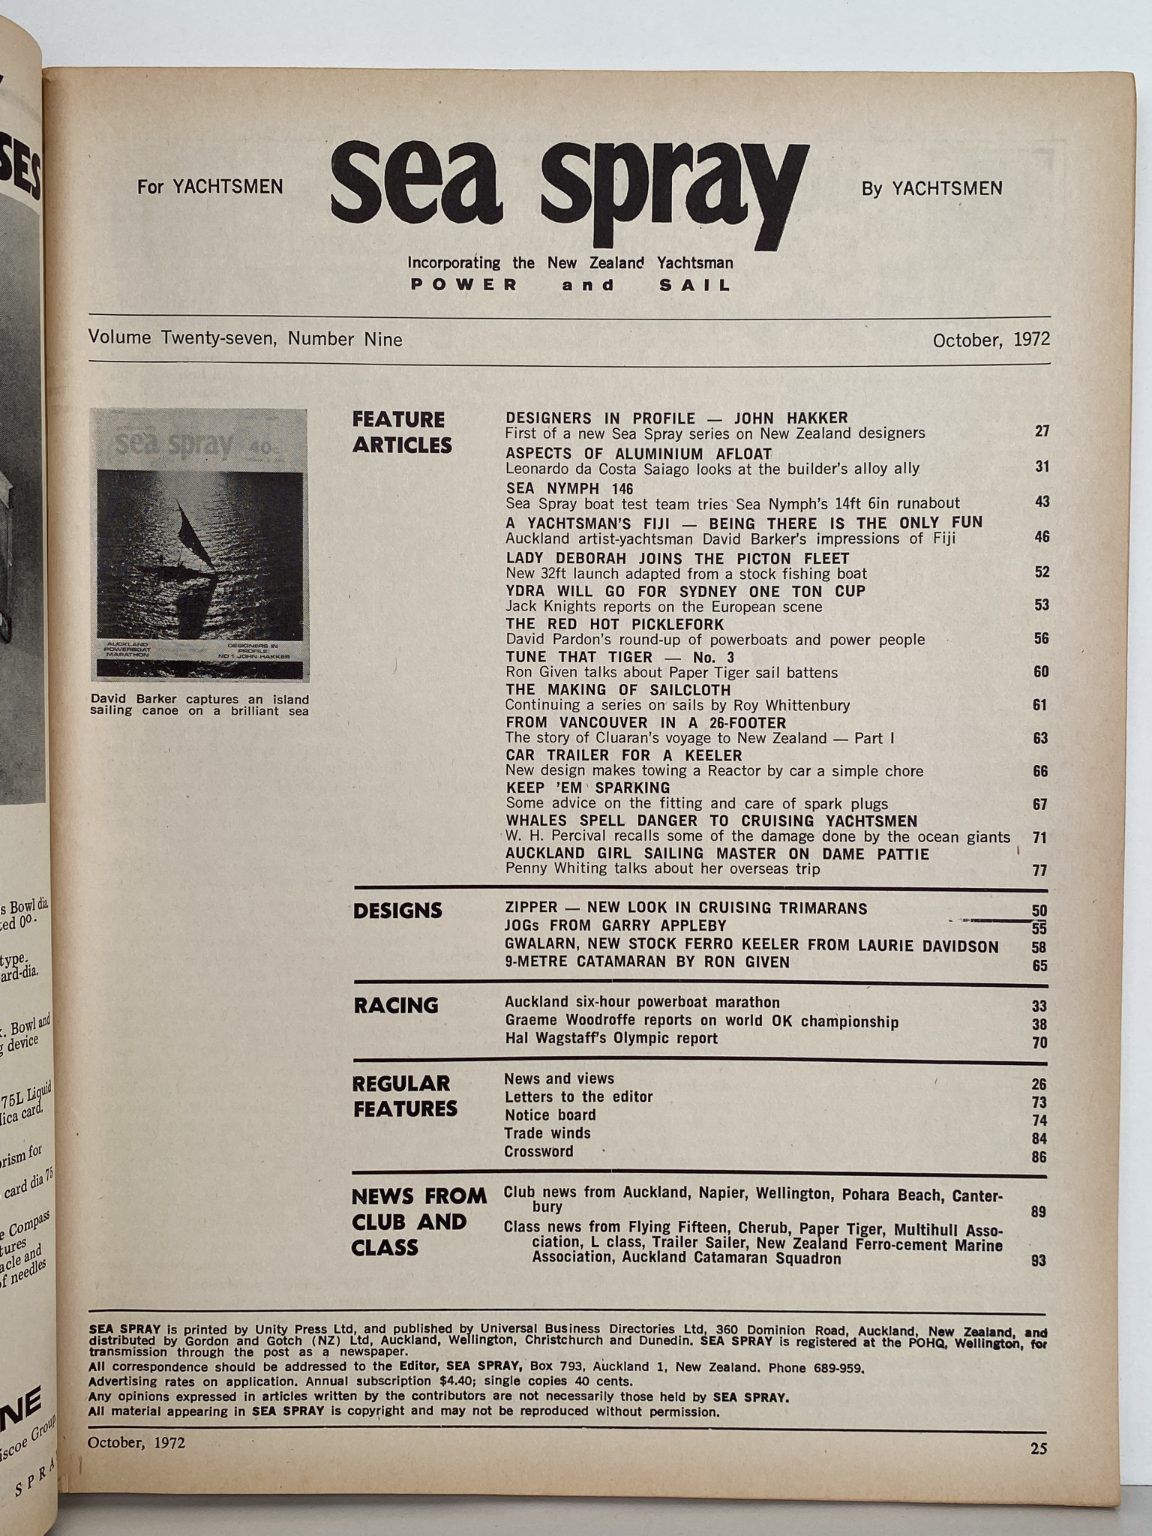 For YACHTSMEN
sea spray
By YACHTSMEN
Incorporating the New Zealand Yachtsman
POWER and SAIL
Volume Twenty-seven, Number Nine
October, 1972
sea spray 40c
AUCKLAND POWERBOAT MARATHON
DESIGNERS IN PROFILE: NO 1 JOHN HAKKER
David Barker captures an island
sailing canoe on a brilliant sea
FEATURE
ARTICLES
DESIGNERS IN PROFILE — JOHN HAKKER
First of a new Sea Spray series on New Zealand designers 27
ASPECTS OF ALUMINIUM AFLOAT
Leonardo da Costa Saiago looks at the builder's alloy ally 31
SEA NYMPH 146
Sea Spray boat test team tries Sea Nymph's 14ft 6in runabout 43
A YACHTSMAN'S FIJI — BEING THERE IS THE ONLY FUN
Auckland artist-yachtsman David Barker's impressions of Fiji 46
LADY DEBORAH JOINS THE PICTON FLEET
New 32ft launch adapted from a stock fishing boat 52
YDRA WILL GO FOR SYDNEY ONE TON CUP
Jack Knights reports on the European scene 53
THE RED HOT PICKLEFORK
David Pardon's round-up of powerboats and power people 56
TUNE THAT TIGER — No. 3
Ron Given talks about Paper Tiger sail battens 60
THE MAKING OF SAILCLOTH
Continuing a series on sails by Roy Whittenbury 61
FROM VANCOUVER IN A 26-FOOTER
The story of Cluaran's voyage to New Zealand — Part I 63
CAR TRAILER FOR A KEELER
New design makes towing a Reactor by car a simple chore 66
KEEP 'EM SPARKING
Some advice on the fitting and care of spark plugs 67
WHALES SPELL DANGER TO CRUISING YACHTSMEN
W. H. Percival recalls some of the damage done by the ocean giants 71
AUCKLAND GIRL SAILING MASTER ON DAME PATTIE
Penny Whiting talks about her overseas trip 77
DESIGNS
ZIPPER — NEW LOOK IN CRUISING TRIMARANS 50
JOGs FROM GARRY APPLEBY 55
GWALARN, NEW STOCK FERRO KEELER FROM LAURIE DAVIDSON 58
9-METRE CATAMARAN BY RON GIVEN 65
RACING
Auckland six-hour powerboat marathon 33
Graeme Woodroffe reports on world OK championship 38
Hal Wagstaff's Olympic report 70
REGULAR
FEATURES
News and views 26
Letters to the editor 73
Notice board 74
Trade winds 84
Crossword 86
NEWS FROM
CLUB AND
CLASS
Club news from Auckland, Napier, Wellington, Pohara Beach, Canter-
bury 89
Class news from Flying Fifteen, Cherub, Paper Tiger, Multihull Asso-
ciation, L class, Trailer Sailer, New Zealand Ferro-cement Marine
Association, Auckland Catamaran Squadron 93
SEA SPRAY is printed by Unity Press Ltd, and published by Universal Business Directories Ltd, 360 Dominion Road, Auckland, New Zealand, and
distributed by Gordon and Gotch (NZ) Ltd, Auckland, Wellington, Christchurch and Dunedin. SEA SPRAY is registered at the POHQ, Wellington, for
transmission through the post as a newspaper.
All correspondence should be addressed to the Editor, SEA SPRAY, Box 793, Auckland 1, New Zealand. Phone 689-959.
Advertising rates on application. Annual subscription $4.40; single copies 40 cents.
Any opinions expressed in articles written by the contributors are not necessarily those held by SEA SPRAY.
All material appearing in SEA SPRAY is copyright and may not be reproduced without permission.
October, 1972
25